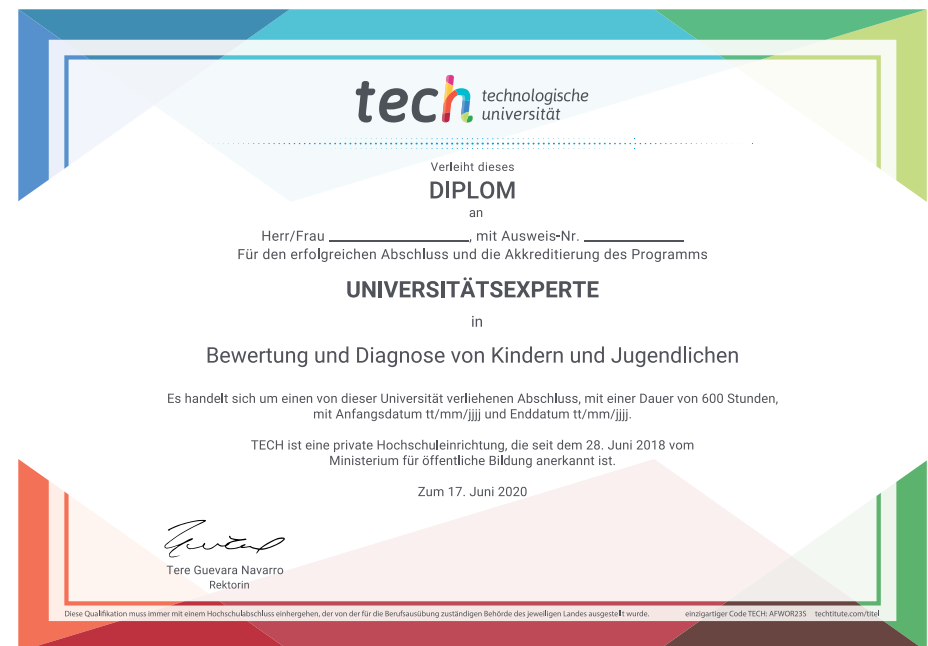 tech technologische
universität
Verleiht dieses
DIPLOM
an
Herr/Frau _________________, mit Ausweis-Nr. ____________
Für den erfolgreichen Abschluss und die Akkreditierung des Programms
UNIVERSITÄTSEXPERTE
in
Bewertung und Diagnose von Kindern und Jugendlichen
Es handelt sich um einen von dieser Universität verliehenen Abschluss, mit einer Dauer von 600 Stunden,
mit Anfangsdatum tt/mm/jjjj und Enddatum tt/mm/jjjj.
TECH ist eine private Hochschuleinrichtung, die seit dem 28. Juni 2018 vom
Ministerium für öffentliche Bildung anerkannt ist.
Zum 17. Juni 2020
Tere Guevara Navarro
Rektorin
Diese Qualifikation muss immer mit einem Hochschulabschluss einhergehen, der von der für die Berufsausübung zuständigen Behörde des jeweiligen Landes ausgestellt wurde. einzigartiger Code TECH: AFWOR23S techtitute.com/titel